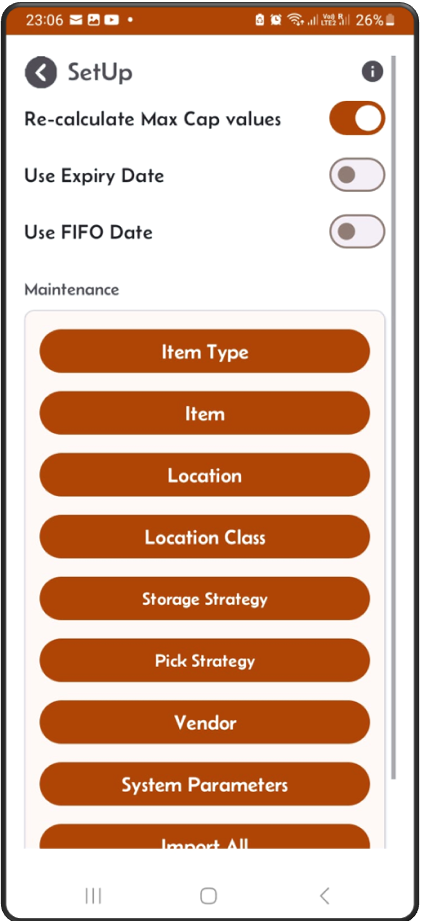 23:06 26%
SetUp
Re-calculate Max Cap values
Use Expiry Date
Use FIFO Date
Maintenance
Item Type
Item
Location
Location Class
Storage Strategy
Pick Strategy
Vendor
System Parameters
Import All